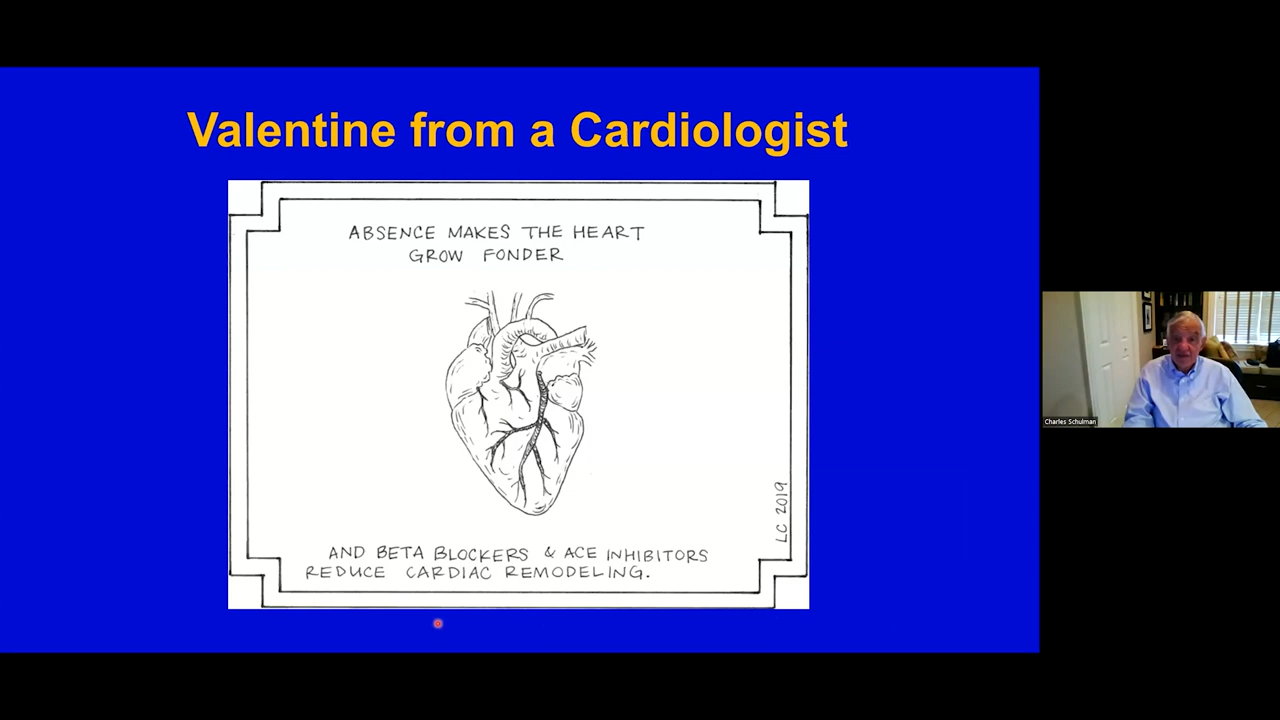 Valentine from a Cardiologist
ABSENCE MAKES THE HEART
GROW FONDER
LC 2019
AND BETA BLOCKERS & ACE INHIBITORS
REDUCE CARDIAC REMODELING.
Charles Schulman